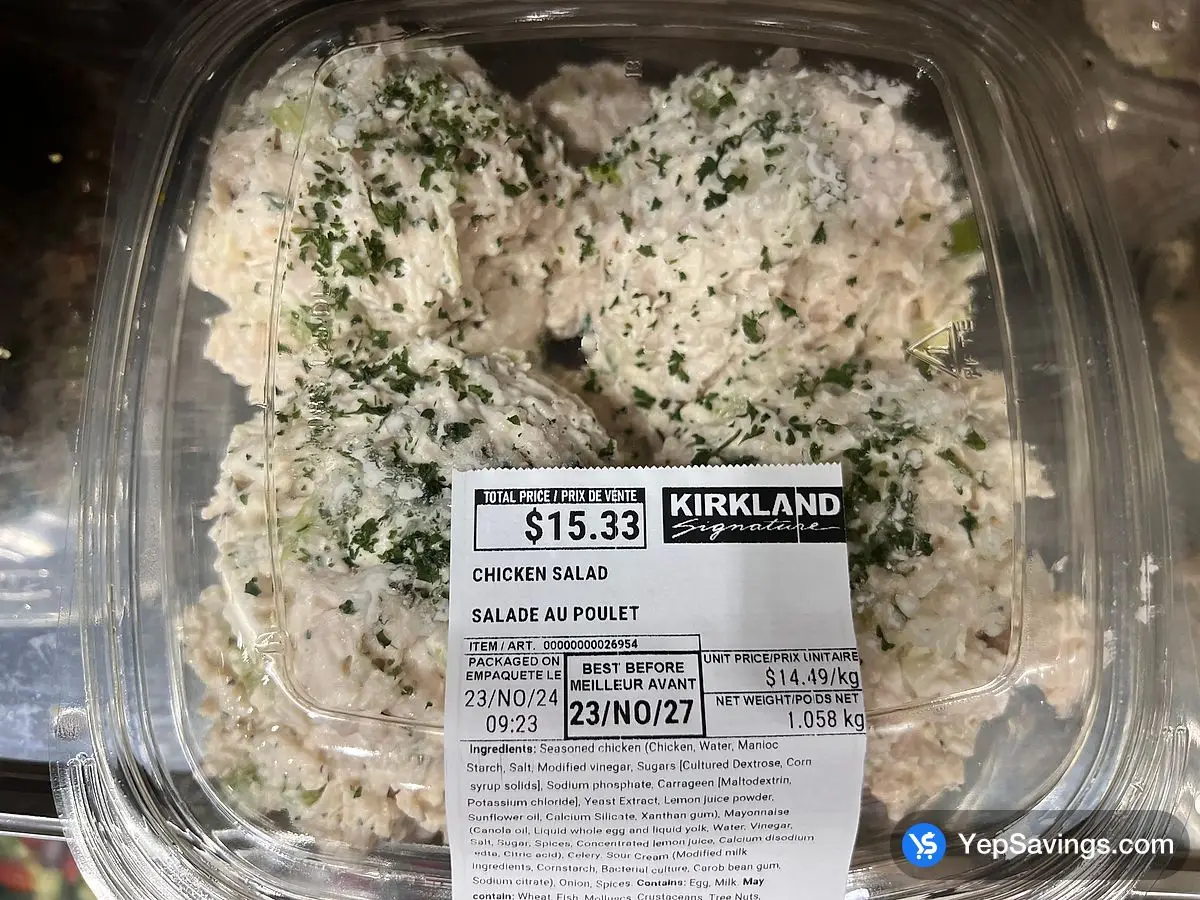 TOTAL PRICE / PRIX DE VENTE
$15.33
KIRKLAND
Signature
CHICKEN SALAD
SALADE AU POULET
ITEM / ART. 00000000026954
PACKAGED ON
EMPAQUETE LE
23/NO/24
09:23
BEST BEFORE
MEILLEUR AVANT
23/NO/27
UNIT PRICE/PRIX UNITAIRE
$14.49/kg
NET WEIGHT/POIDS NET
1.058 kg
Ingredients: Seasoned chicken (Chicken, Water, Manioc
Starch, Salt, Modified vinegar, Sugars [Cultured Dextrose, Corn
syrup solids], Sodium phosphate, Carrageen [Maltodextrin,
Potassium chloride], Yeast Extract, Lemon juice powder,
Sunflower oil, Calcium Silicate, Xanthan gum), Mayonnaise
(Canola oil, Liquid whole egg and liquid yolk, Water, Vinegar,
Salt, Sugar, Spices, Concentrated lemon juice, Calcium disodium
edta, Citric acid), Celery, Sour Cream (Modified milk
Ingredients, Cornstarch, Bacterial culture, Carob bean gum,
Sodium citrate), Onion, Spices. Contains: Egg, Milk. May
contain: Wheat, Fish, Molluscs, Crustaceans, Tree Nuts,
YepSavings.com